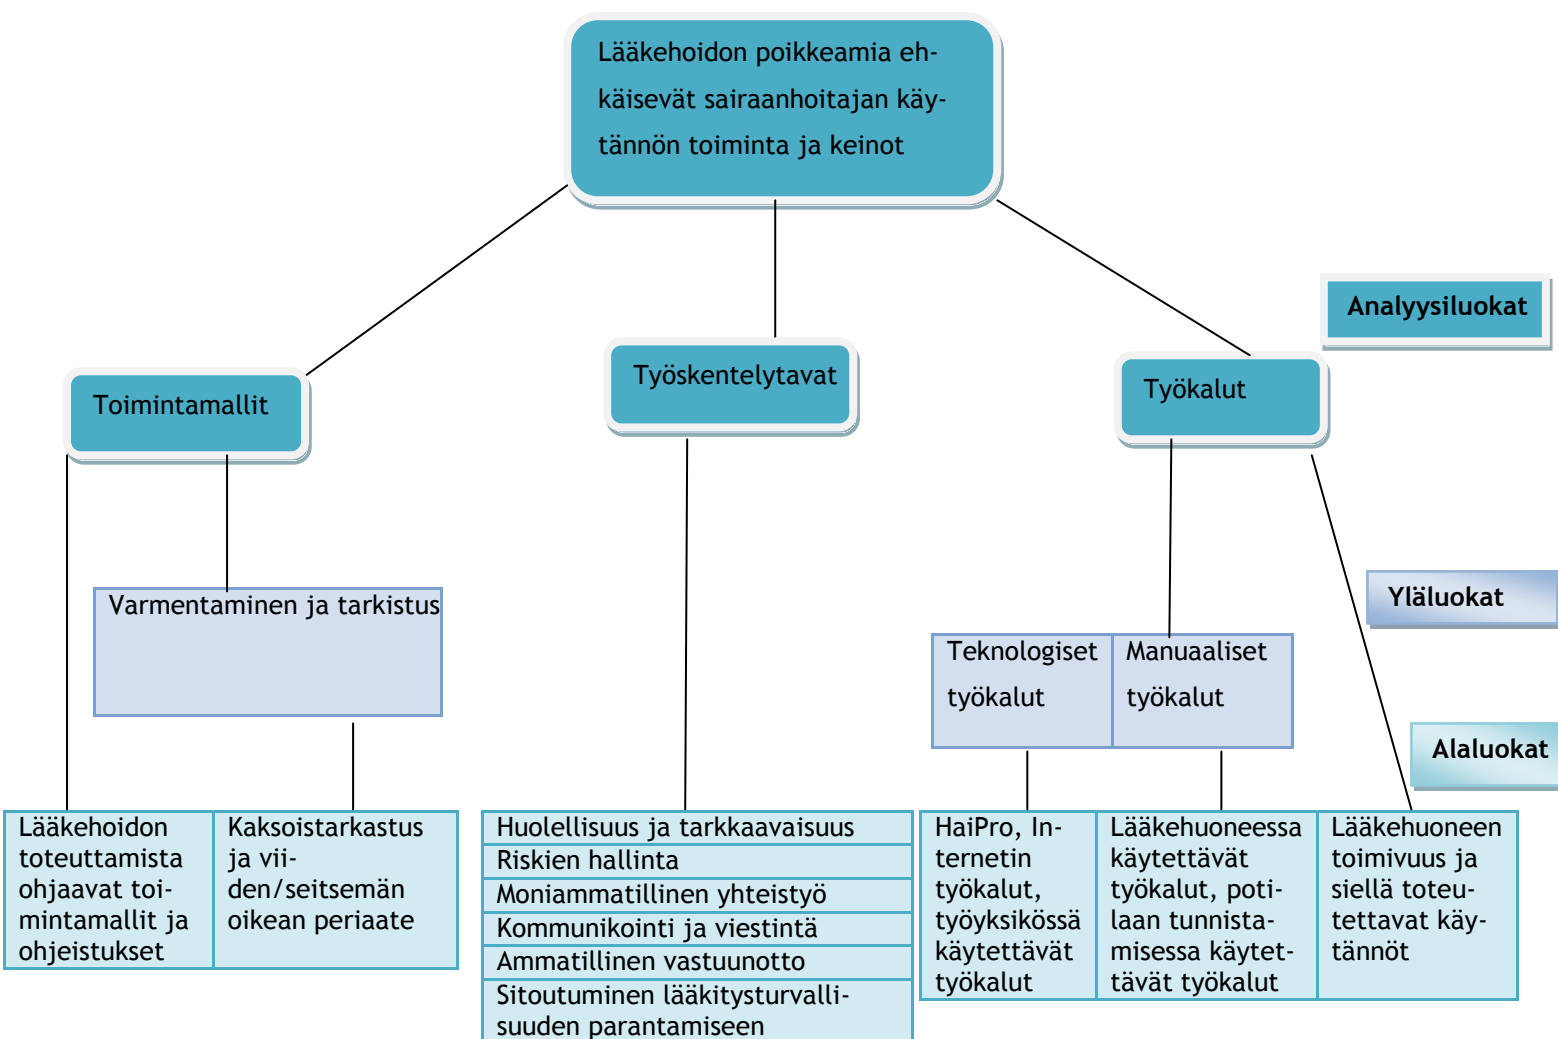 Lääkehoidon poikkeamia eh-
käisevät sairaanhoitajan käy-
tännön toiminta ja keinot
Analyysiluokat
Toimintamallit
Työskentelytavat
Työkalut
Varmentaminen ja tarkistus
Yläluokat
Teknologiset
työkalut
Manuaaliset
työkalut
Alaluokat
Lääkehoidon
toteuttamista
ohjaavat toi-
mintamallit ja
ohjeistukset
Kaksoistarkastus
ja vii-
den/seitsemän
oikean periaate
Huolellisuus ja tarkkaavaisuus
Riskien hallinta
Moniammatillinen yhteistyö
Kommunikointi ja viestintä
Ammatillinen vastuunotto
Sitoutuminen lääkitysturvalli-
suuden parantamiseen
HaiPro, In-
ternetin
työkalut,
työyksikössä
käytettävät
työkalut
Lääkehuoneessa
käytettävät
työkalut, poti-
laan tunnista-
misessa käytet-
tävät työkalut
Lääkehuoneen
toimivuus ja
siellä toteu-
tettavat käy-
tännöt